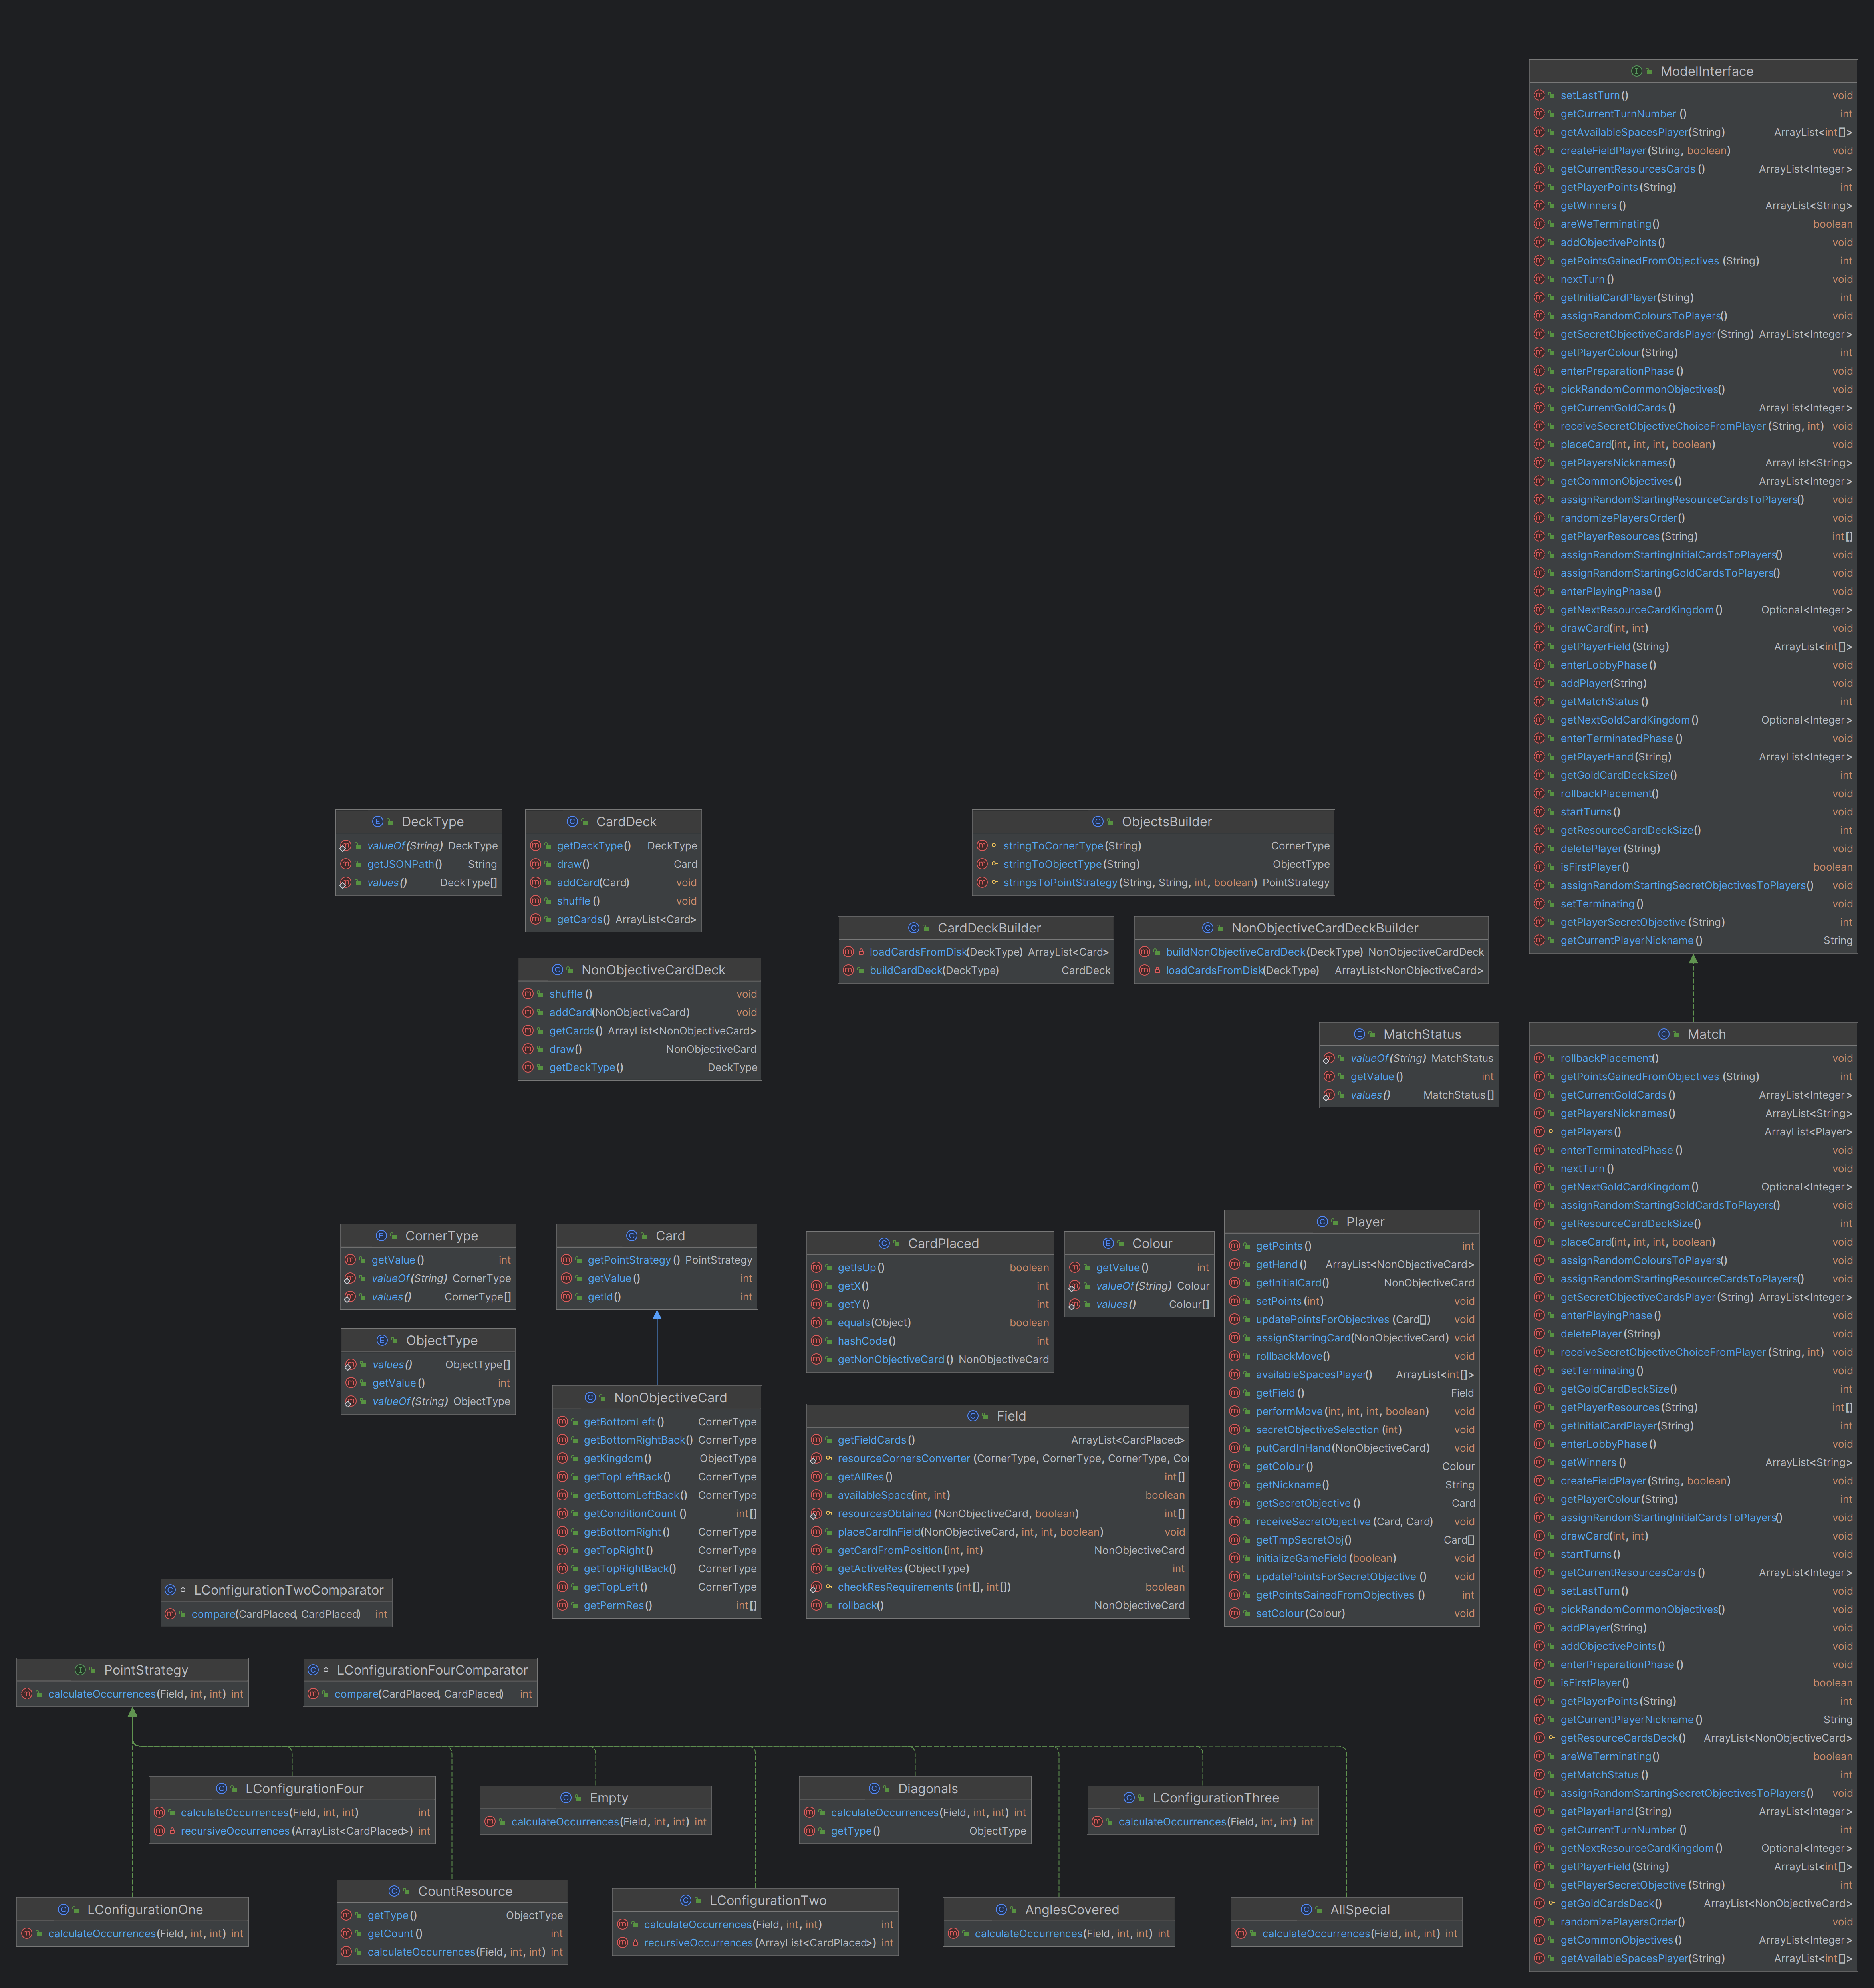 ModelInterface
setLastTurn() void
getCurrentTurnNumber() int
getAvailableSpacesPlayer(String) ArrayList<int[]>
createFieldPlayer(String, boolean) void
getCurrentResourcesCards() ArrayList<Integer>
getPlayerPoints(String) int
getWinners() ArrayList<String>
areWeTerminating() boolean
addObjectivePoints() void
getPointsGainedFromObjectives(String) int
nextTurn() void
getInitialCardPlayer(String) int
assignRandomColoursToPlayers() void
getSecretObjectiveCardsPlayer(String) ArrayList<Integer>
getPlayerColour(String) int
enterPreparationPhase() void
pickRandomCommonObjectives() void
getCurrentGoldCards() ArrayList<Integer>
receiveSecretObjectiveChoiceFromPlayer(String, int) void
placeCard(int, int, int, boolean) void
getPlayersNicknames() ArrayList<String>
getCommonObjectives() ArrayList<Integer>
assignRandomStartingResourceCardsToPlayers() void
randomizePlayersOrder() void
getPlayerResources(String) int[]
assignRandomStartingInitialCardsToPlayers() void
assignRandomStartingGoldCardsToPlayers() void
enterPlayingPhase() void
getNextResourceCardKingdom() Optional<Integer>
drawCard(int, int) void
getPlayerField(String) ArrayList<int[]>
enterLobbyPhase() void
addPlayer(String) void
getMatchStatus() int
getNextGoldCardKingdom() Optional<Integer>
enterTerminatedPhase() void
getPlayerHand(String) ArrayList<Integer>
getGoldCardDeckSize() int
rollbackPlacement() void
startTurns() void
getResourceCardDeckSize() int
deletePlayer(String) void
isFirstPlayer() boolean
assignRandomStartingSecretObjectivesToPlayers() void
setTerminating() void
getPlayerSecretObjective(String) int
getCurrentPlayerNickname() String
DeckType
valueOf(String) DeckType
getJSONPath() String
values() DeckType[]
CardDeck
getDeckType() DeckType
draw() Card
addCard(Card) void
shuffle() void
getCards() ArrayList<Card>
ObjectsBuilder
stringToCornerType(String) CornerType
stringToObjectType(String) ObjectType
stringsToPointStrategy(String, String, int, boolean) PointStrategy
CardDeckBuilder
loadCardsFromDisk(DeckType) ArrayList<Card>
buildCardDeck(DeckType) CardDeck
NonObjectiveCardDeckBuilder
buildNonObjectiveCardDeck(DeckType) NonObjectiveCardDeck
loadCardsFromDisk(DeckType) ArrayList<NonObjectiveCard>
NonObjectiveCardDeck
shuffle() void
addCard(NonObjectiveCard) void
getCards() ArrayList<NonObjectiveCard>
draw() NonObjectiveCard
getDeckType() DeckType
MatchStatus
valueOf(String) MatchStatus
getValue() int
values() MatchStatus[]
Match
rollbackPlacement() void
getPointsGainedFromObjectives(String) int
getCurrentGoldCards() ArrayList<Integer>
getPlayersNicknames() ArrayList<String>
getPlayers() ArrayList<Player>
enterTerminatedPhase() void
nextTurn() void
getNextGoldCardKingdom() Optional<Integer>
assignRandomStartingGoldCardsToPlayers() void
getResourceCardDeckSize() int
placeCard(int, int, int, boolean) void
assignRandomColoursToPlayers() void
assignRandomStartingResourceCardsToPlayers() void
getSecretObjectiveCardsPlayer(String) ArrayList<Integer>
enterPlayingPhase() void
deletePlayer(String) void
receiveSecretObjectiveChoiceFromPlayer(String, int) void
setTerminating() void
getGoldCardDeckSize() int
getPlayerResources(String) int[]
getInitialCardPlayer(String) int
enterLobbyPhase() void
getWinners() ArrayList<String>
createFieldPlayer(String, boolean) void
getPlayerColour(String) int
assignRandomStartingInitialCardsToPlayers() void
drawCard(int, int) void
startTurns() void
getCurrentResourcesCards() ArrayList<Integer>
setLastTurn() void
pickRandomCommonObjectives() void
addPlayer(String) void
addObjectivePoints() void
enterPreparationPhase() void
isFirstPlayer() boolean
getPlayerPoints(String) int
getCurrentPlayerNickname() String
getResourceCardsDeck() ArrayList<NonObjectiveCard>
areWeTerminating() boolean
getMatchStatus() int
assignRandomStartingSecretObjectivesToPlayers() void
getPlayerHand(String) ArrayList<Integer>
getCurrentTurnNumber() int
getNextResourceCardKingdom() Optional<Integer>
getPlayerField(String) ArrayList<int[]>
getPlayerSecretObjective(String) int
getGoldCardsDeck() ArrayList<NonObjectiveCard>
randomizePlayersOrder() void
getCommonObjectives() ArrayList<Integer>
getAvailableSpacesPlayer(String) ArrayList<int[]>
CornerType
getValue() int
valueOf(String) CornerType
values() CornerType[]
Card
getPointStrategy() PointStrategy
getValue() int
getId() int
CardPlaced
getIsUp() boolean
getX() int
getY() int
equals(Object) boolean
hashCode() int
getNonObjectiveCard() NonObjectiveCard
Colour
getValue() int
valueOf(String) Colour
values() Colour[]
Player
getPoints() int
getHand() ArrayList<NonObjectiveCard>
getInitialCard() NonObjectiveCard
setPoints(int) void
updatePointsForObjectives(Card[]) void
assignStartingCard(NonObjectiveCard) void
rollbackMove() void
availableSpacesPlayer() ArrayList<int[]>
getField() Field
performMove(int, int, int, boolean) void
secretObjectiveSelection(int) void
putCardInHand(NonObjectiveCard) void
getColour() Colour
getNickname() String
getSecretObjective() Card
receiveSecretObjective(Card, Card) void
getTmpSecretObj() Card[]
initializeGameField(boolean) void
updatePointsForSecretObjective() void
getPointsGainedFromObjectives() int
setColour(Colour) void
ObjectType
values() ObjectType[]
getValue() int
valueOf(String) ObjectType
NonObjectiveCard
getBottomLeft() CornerType
getBottomRightBack() CornerType
getKingdom() ObjectType
getTopLeftBack() CornerType
getBottomLeftBack() CornerType
getConditionCount() int[]
getBottomRight() CornerType
getTopRight() CornerType
getTopRightBack() CornerType
getTopLeft() CornerType
getPermRes() int[]
Field
getFieldCards() ArrayList<CardPlaced>
resourceCornersConverter(CornerType, CornerType, CornerType, Cor
getAllRes() int[]
availableSpace(int, int) boolean
resourcesObtained(NonObjectiveCard, boolean) int[]
placeCardInField(NonObjectiveCard, int, int, boolean) void
getCardFromPosition(int, int) NonObjectiveCard
getActiveRes(ObjectType) int
checkResRequirements(int[], int[]) boolean
rollback() NonObjectiveCard
LConfigurationTwoComparator
compare(CardPlaced, CardPlaced) int
PointStrategy
calculateOccurrences(Field, int, int) int
LConfigurationFourComparator
compare(CardPlaced, CardPlaced) int
LConfigurationFour
calculateOccurrences(Field, int, int) int
recursiveOccurrences(ArrayList<CardPlaced>) int
Empty
calculateOccurrences(Field, int, int) int
Diagonals
calculateOccurrences(Field, int, int) int
getType() ObjectType
LConfigurationThree
calculateOccurrences(Field, int, int) int
LConfigurationOne
calculateOccurrences(Field, int, int) int
CountResource
getType() ObjectType
getCount() int
calculateOccurrences(Field, int, int) int
LConfigurationTwo
calculateOccurrences(Field, int, int) int
recursiveOccurrences(ArrayList<CardPlaced>) int
AnglesCovered
calculateOccurrences(Field, int, int) int
AllSpecial
calculateOccurrences(Field, int, int) int